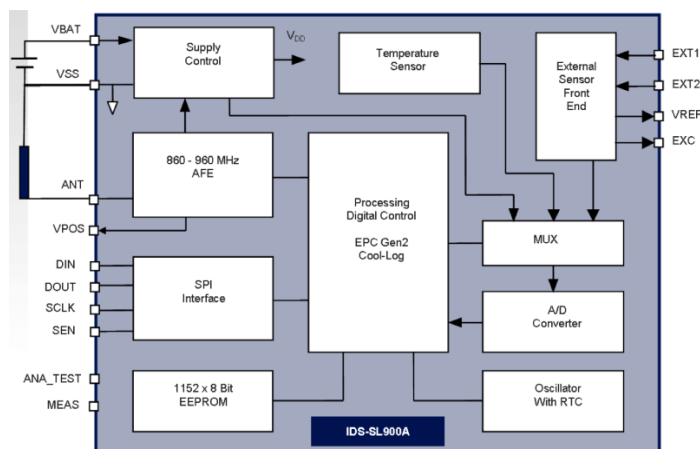 VBAT
VSS
ANT
VPOS
DIN
DOUT
SCLK
SEN
ANA_TEST
MEAS
Supply
Control
VDD
Temperature
Sensor
External
Sensor
Front
End
EXT1
EXT2
VREF
EXC
860 - 960 MHz
AFE
Processing
Digital Control
EPC Gen2
Cool-Log
MUX
SPI
Interface
A/D
Converter
1152 x 8 Bit
EEPROM
Oscillator
With RTC
IDS-SL900A